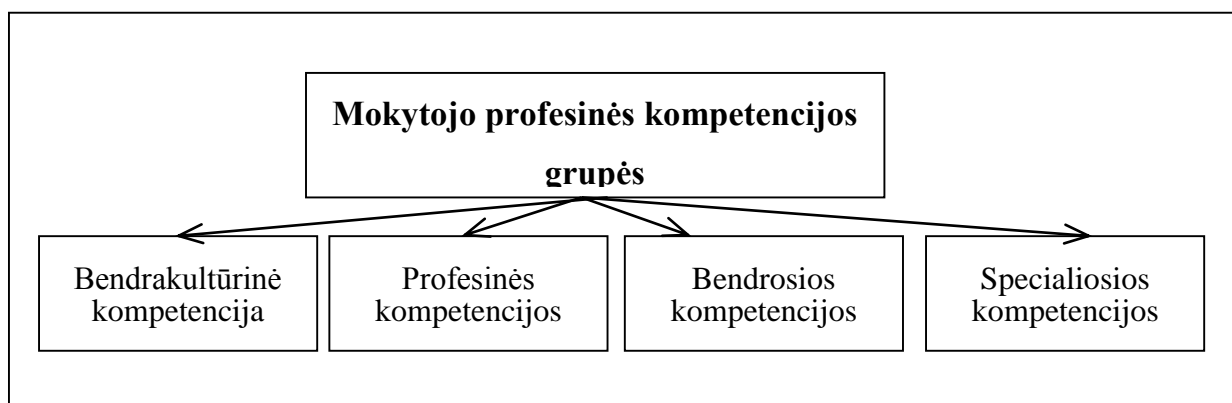 Mokytojo profesinės kompetencijos
grupės
Bendrakultūrinė
kompetencija
Profesinės
kompetencijos
Bendrosios
kompetencijos
Specialiosios
kompetencijos